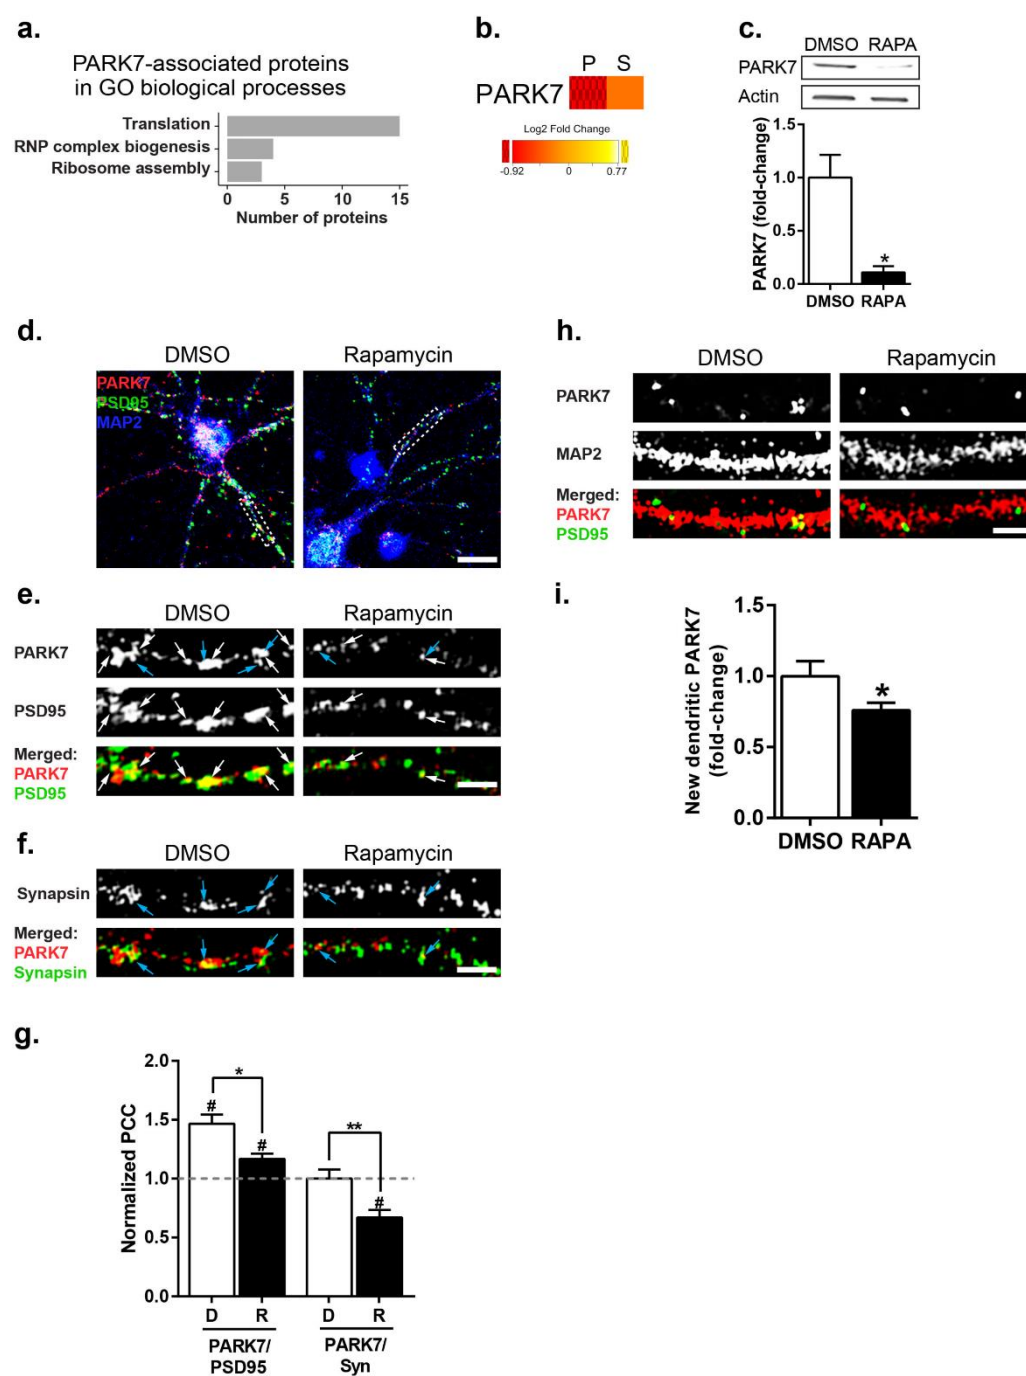 a.
PARK7-associated proteins
in GO biological processes
Translation
RNP complex biogenesis
Ribosome assembly
0 5 10 15
Number of proteins
b.
P S
PARK7
Log2 Fold Change
-0.92 0 0.77
c.
DMSO RAPA
PARK7
Actin
PARK7 (fold-change)
1.5
1.0
0.5
0.0
*
DMSO RAPA
d.
DMSO Rapamycin
PARK7
PSD95
MAP2
e.
DMSO Rapamycin
PARK7
PSD95
Merged:
PARK7
PSD95
f.
DMSO Rapamycin
Synapsin
Merged:
PARK7
Synapsin
g.
Normalized PCC
2.0
1.5
1.0
0.5
0.0
* **
# # #
D R D R
PARK7/ PARK7/
PSD95 Syn
h.
DMSO Rapamycin
PARK7
MAP2
Merged:
PARK7
PSD95
i.
New dendritic PARK7
(fold-change)
1.5
1.0
0.5
0.0
*
DMSO RAPA